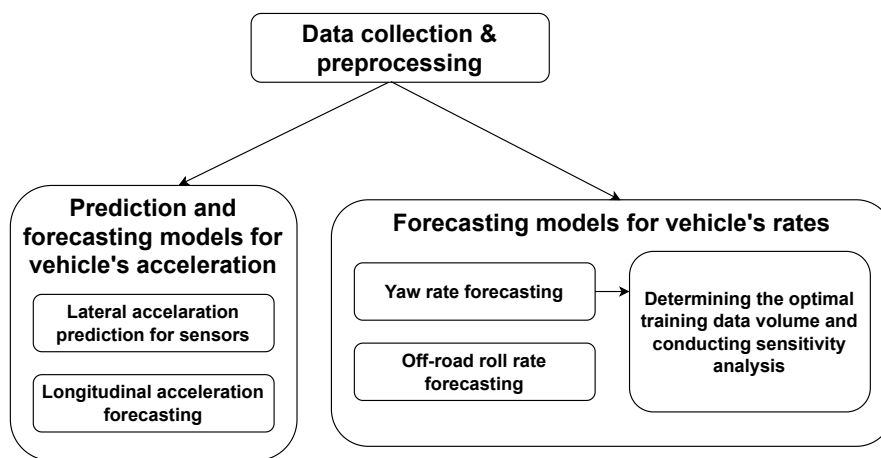 Data collection &
preprocessing
Prediction and
forecasting models for
vehicle's acceleration
Lateral accelaration
prediction for sensors
Longitudinal acceleration
forecasting
Forecasting models for vehicle's rates
Yaw rate forecasting
Off-road roll rate
forecasting
Determining the optimal
training data volume and
conducting sensitivity
analysis